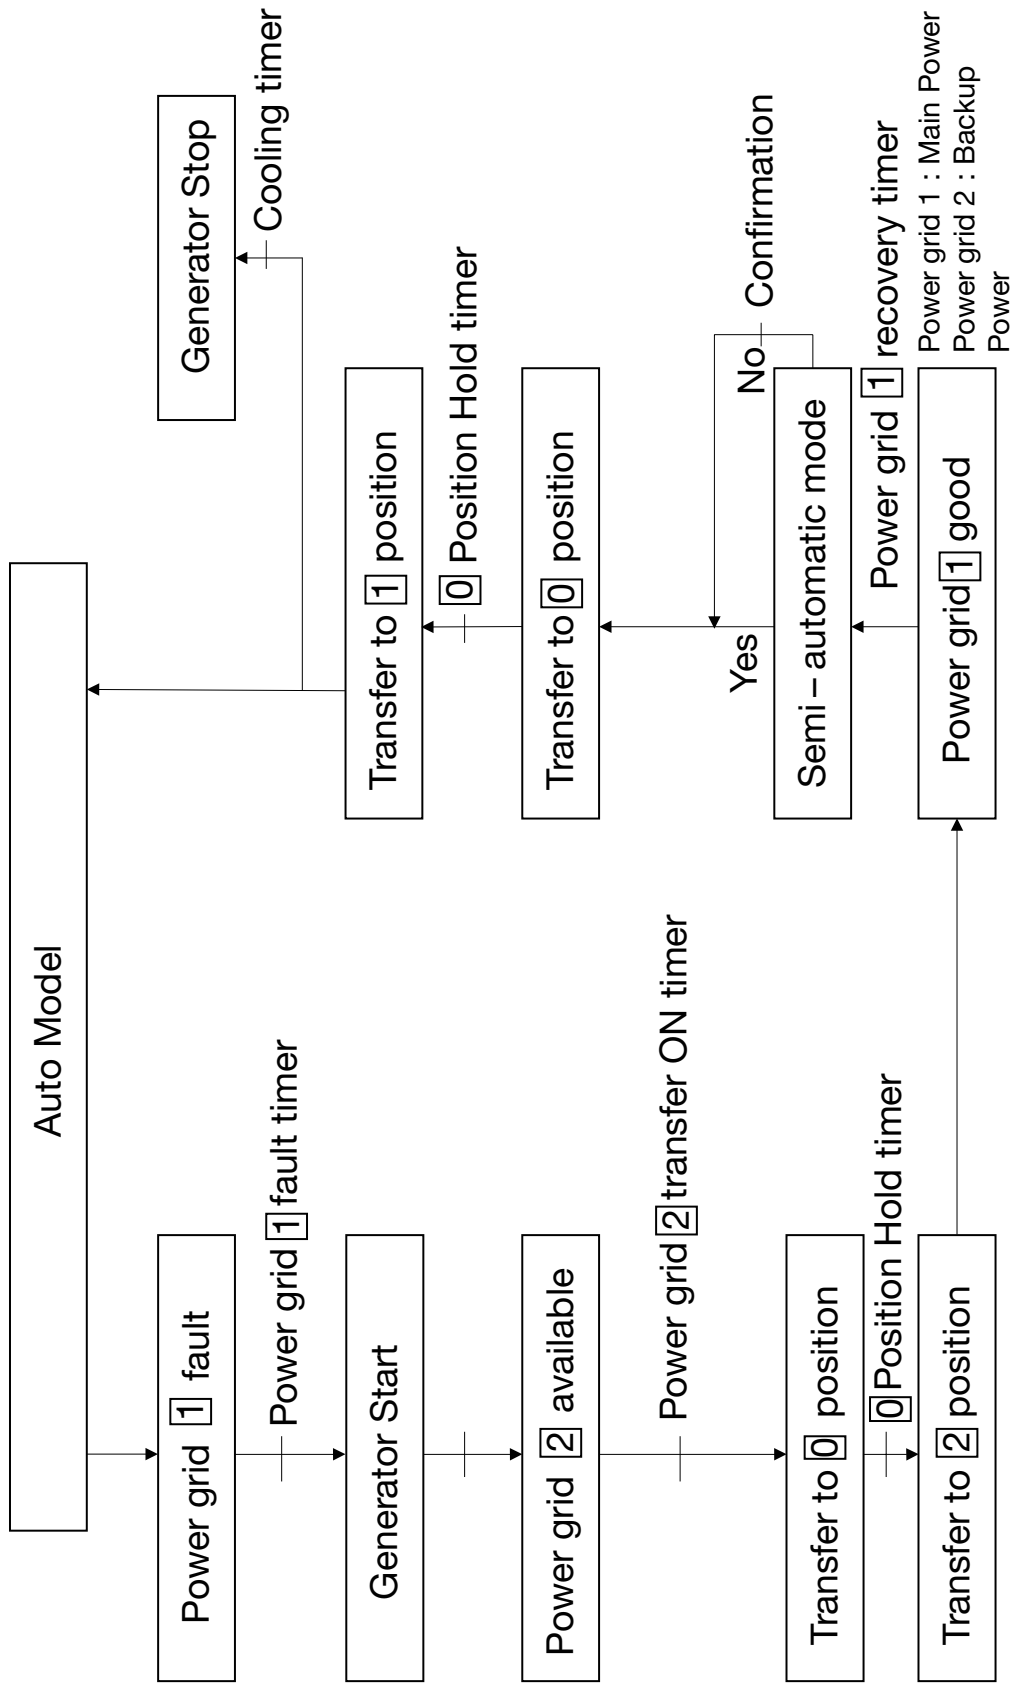 Auto Model
Power grid 1 fault
Power grid 1 fault timer
Generator Start
Power grid 2 available
Power grid 2 transfer ON timer
Transfer to 0 position
0 Position Hold timer
Transfer to 2 position
Generator Stop
Cooling timer
Transfer to 1 position
0 Position Hold timer
Transfer to 0 position
Yes
No
Confirmation
Semi – automatic mode
Power grid 1 recovery timer
Power grid 1 good
Power grid 1 : Main Power
Power grid 2 : Backup
Power